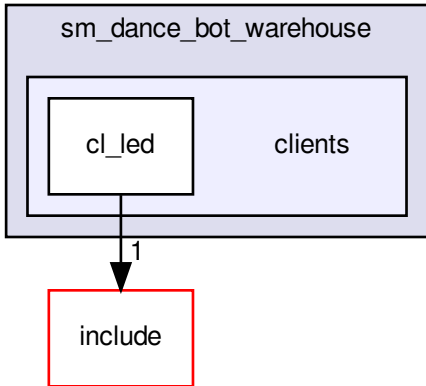 sm_dance_bot_warehouse
cl_led
clients
1
include